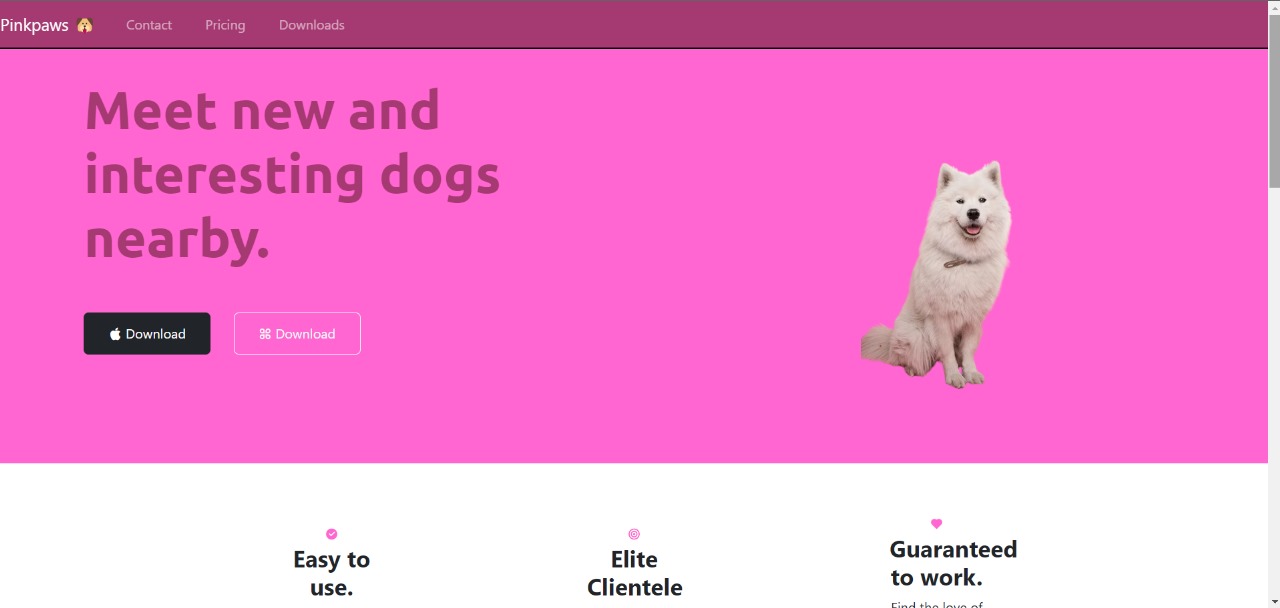 Pinkpaws 🐶 Contact Pricing Downloads
Meet new and
interesting dogs
nearby.
Download ⌘ Download
Easy to
use.
Elite
Clientele
Guaranteed
to work.
Find the love of